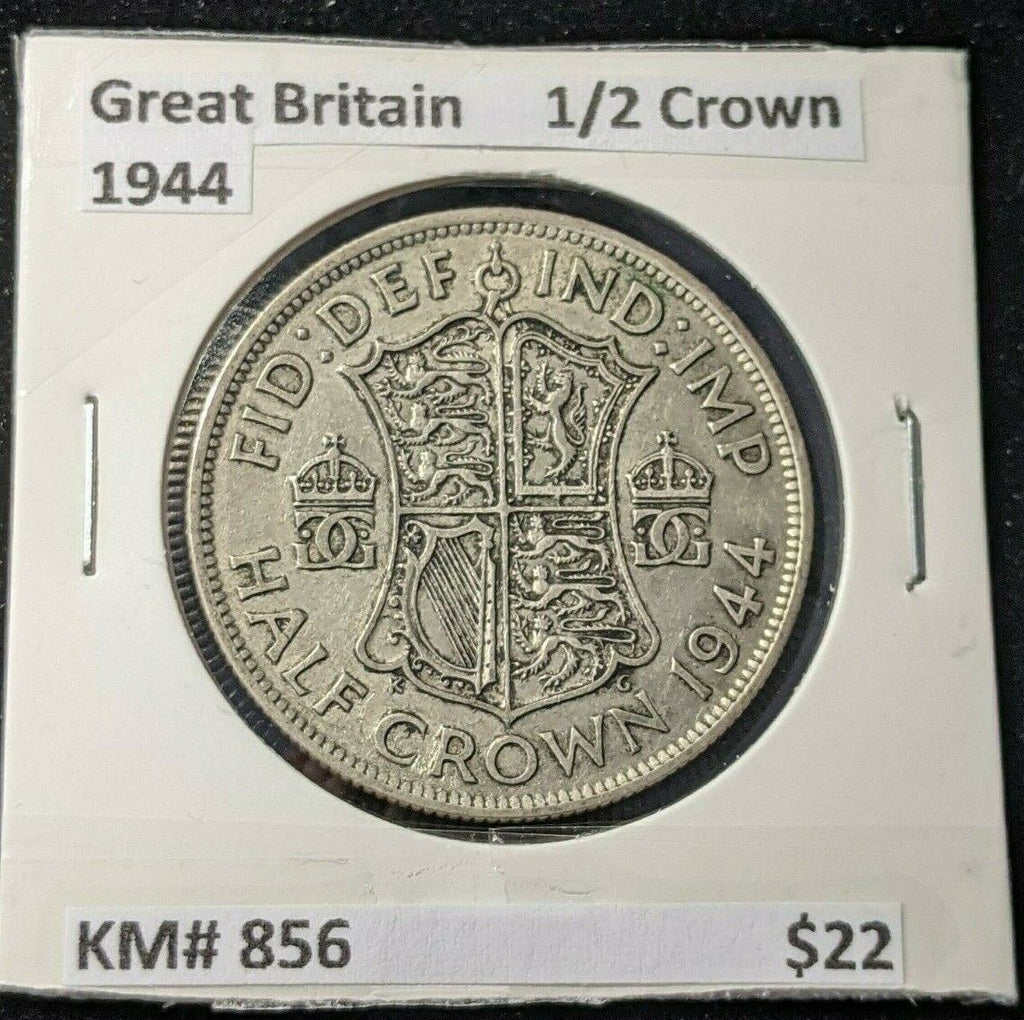 Great Britain 1/2 Crown
1944
FID: DEF IND: IMP
HALF CROWN 1944
K G
KM# 856 $22